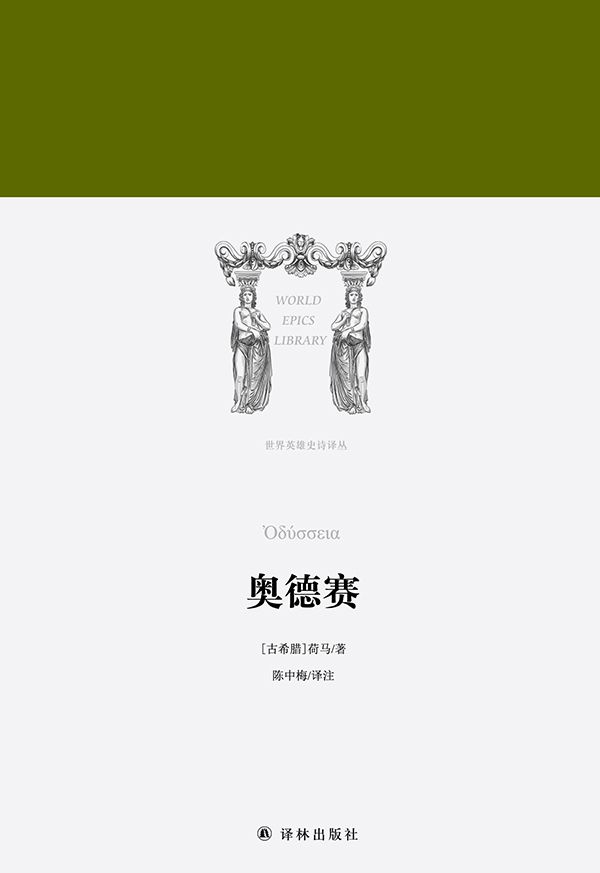 WORLD
EPICS
LIBRARY
世界英雄史诗译丛
Ὀδύσσεια
奥德赛
[古希腊]荷马/著
陈中梅/译注
译林出版社